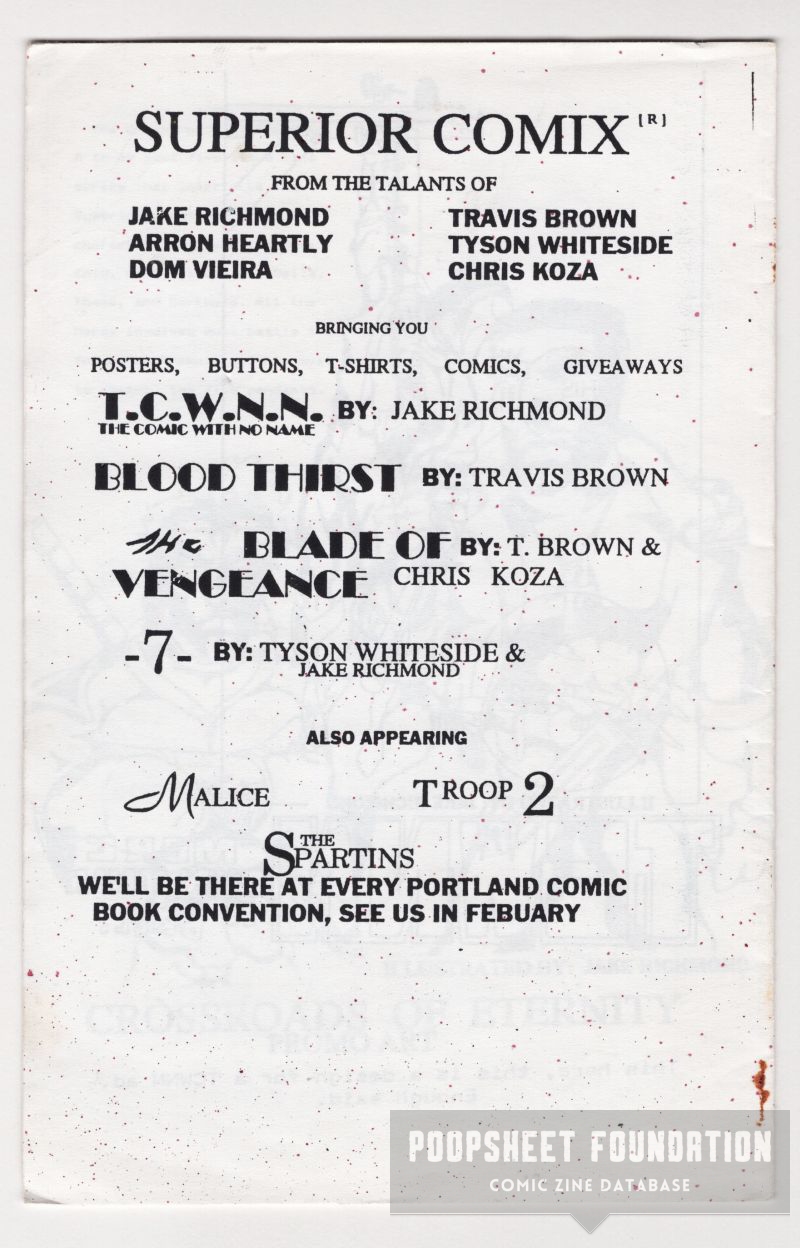 SUPERIOR COMIX [R]
FROM THE TALANTS OF
JAKE RICHMOND TRAVIS BROWN
ARRON HEARTLY TYSON WHITESIDE
DOM VIEIRA CHRIS KOZA
BRINGING YOU
POSTERS, BUTTONS, T-SHIRTS, COMICS, GIVEAWAYS
T.C.W.N.N. BY: JAKE RICHMOND
THE COMIC WITH NO NAME
BLOOD THIRST BY: TRAVIS BROWN
THE BLADE OF BY: T. BROWN &
VENGEANCE CHRIS KOZA
-7- BY: TYSON WHITESIDE &
JAKE RICHMOND
ALSO APPEARING
MALICE TROOP 2
THE
SPARTINS
WE'LL BE THERE AT EVERY PORTLAND COMIC
BOOK CONVENTION, SEE US IN FEBUARY
CROSSROADS OF ETERNITY
PROMO ART
POOPSHEET FOUNDATION
COMIC ZINE DATABASE